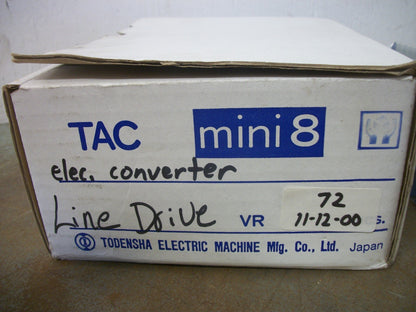 TAC mini 8
elec. converter
72
Line Drive VR 11-12-00 s.
TODENSHA ELECTRIC MACHINE Mfg. Co., Ltd. Japan